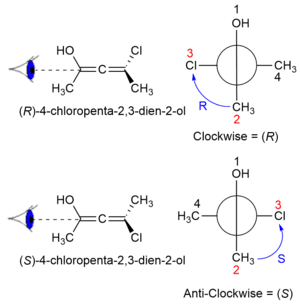 1
OH
3
Cl
CH₃
4
R
CH₃
2
HO
Cl
C
C
H₃C
CH₃
(R)-4-chloropenta-2,3-dien-2-ol
Clockwise = (R)
1
OH
4
H₃C
3
Cl
S
CH₃
2
HO
CH₃
C
C
H₃C
Cl
(S)-4-chloropenta-2,3-dien-2-ol
Anti-Clockwise = (S)